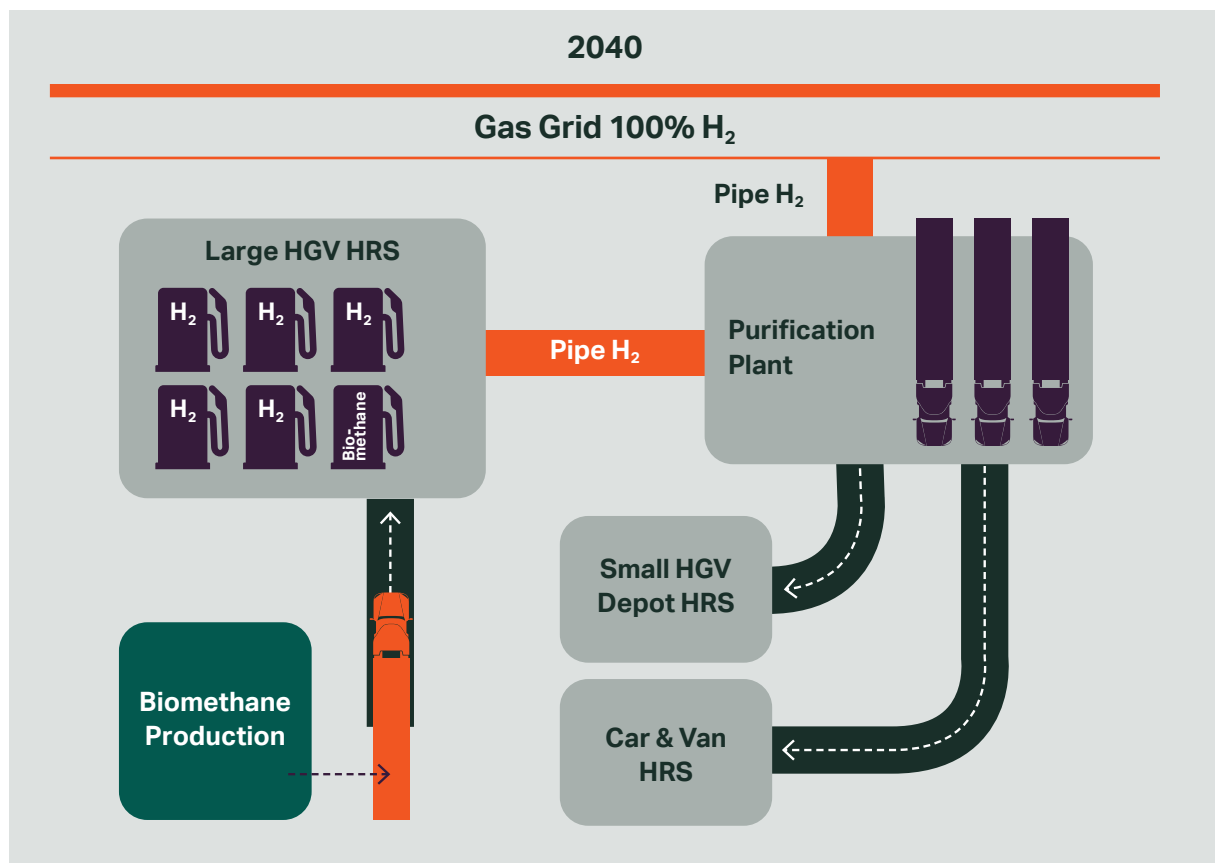 2040
Gas Grid 100% H₂
Pipe H₂
Large HGV HRS
H₂
H₂
H₂
H₂
H₂
Bio-
methane
Pipe H₂
Purification
Plant
Small HGV
Depot HRS
Biomethane
Production
Car & Van
HRS